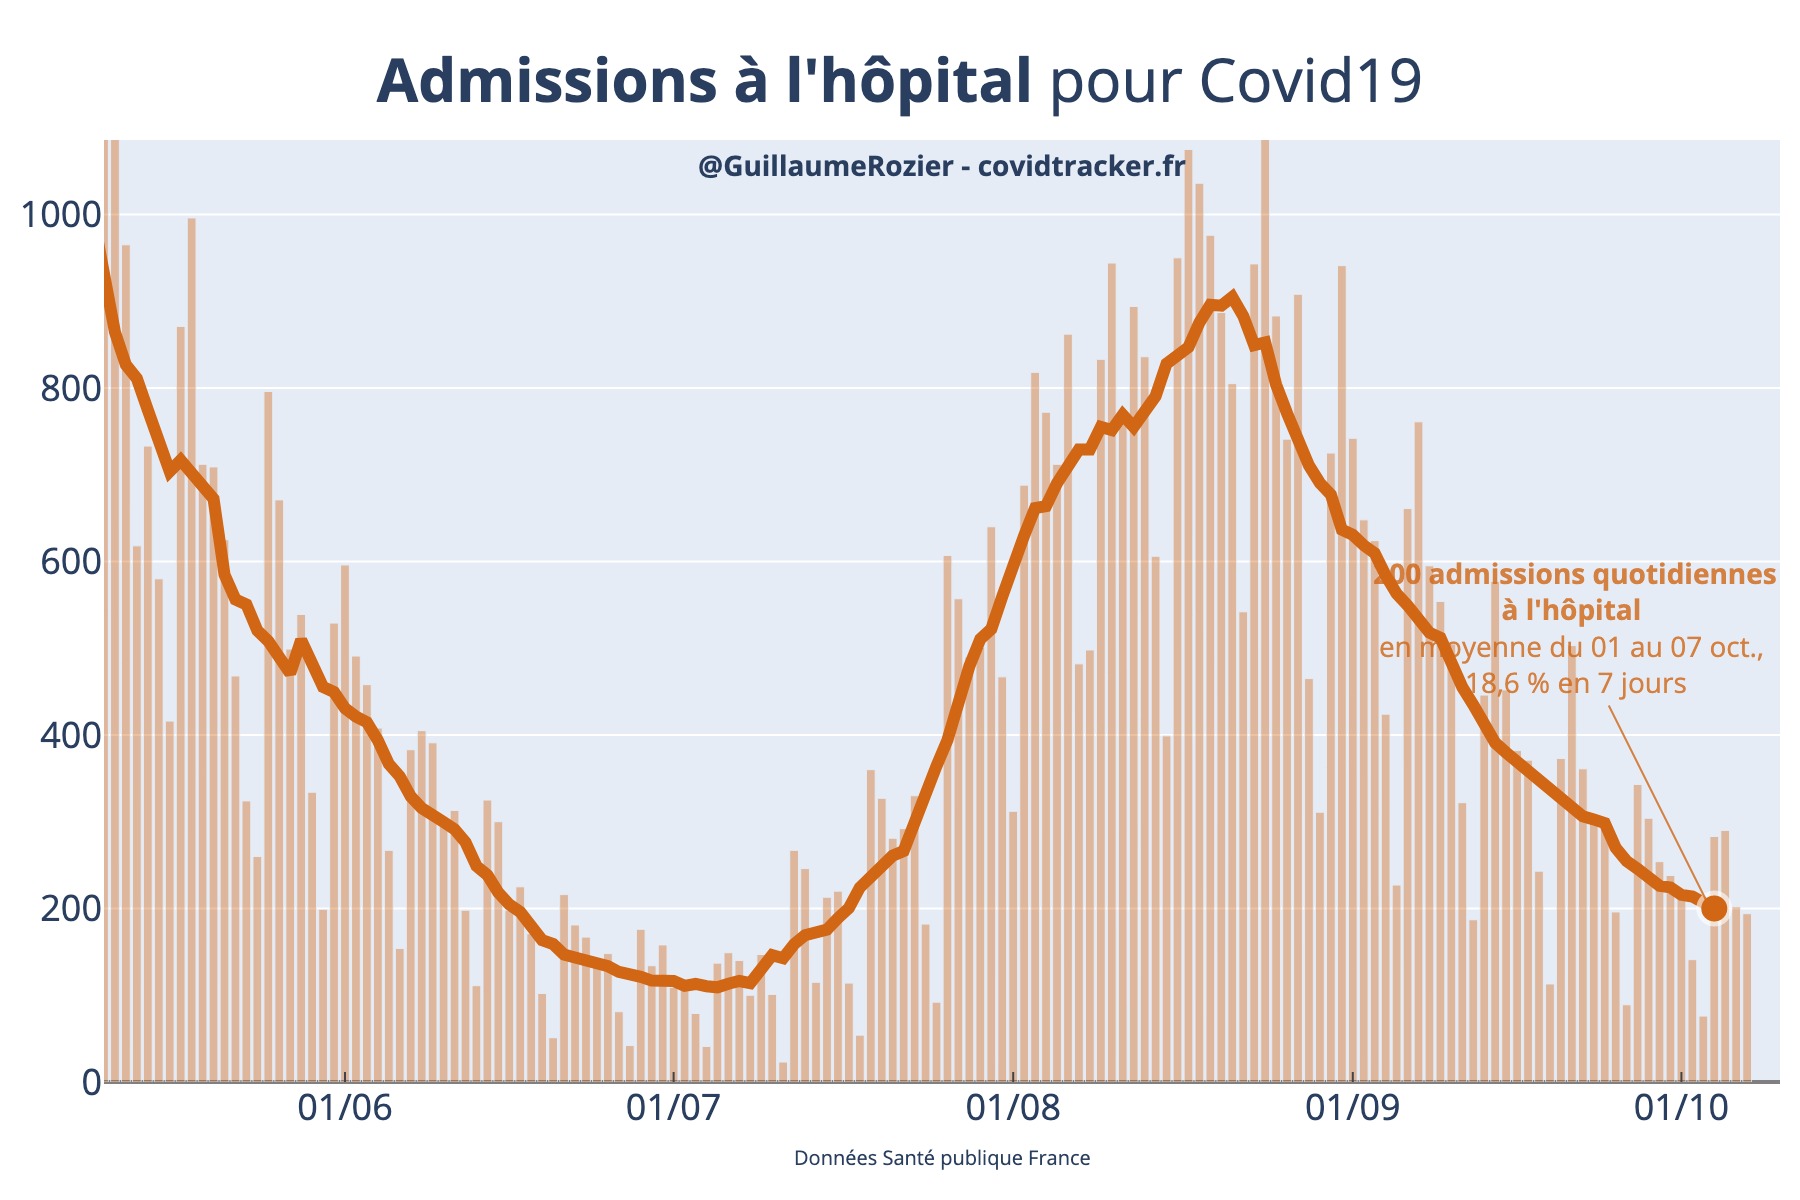 Admissions à l'hôpital pour Covid19
@GuillaumeRozier - covidtracker.fr
1000
800
600
400
200
0
200 admissions quotidiennes
à l'hôpital
en moyenne du 01 au 07 oct.,
18,6 % en 7 jours
01/06 01/07 01/08 01/09 01/10
Données Santé publique France